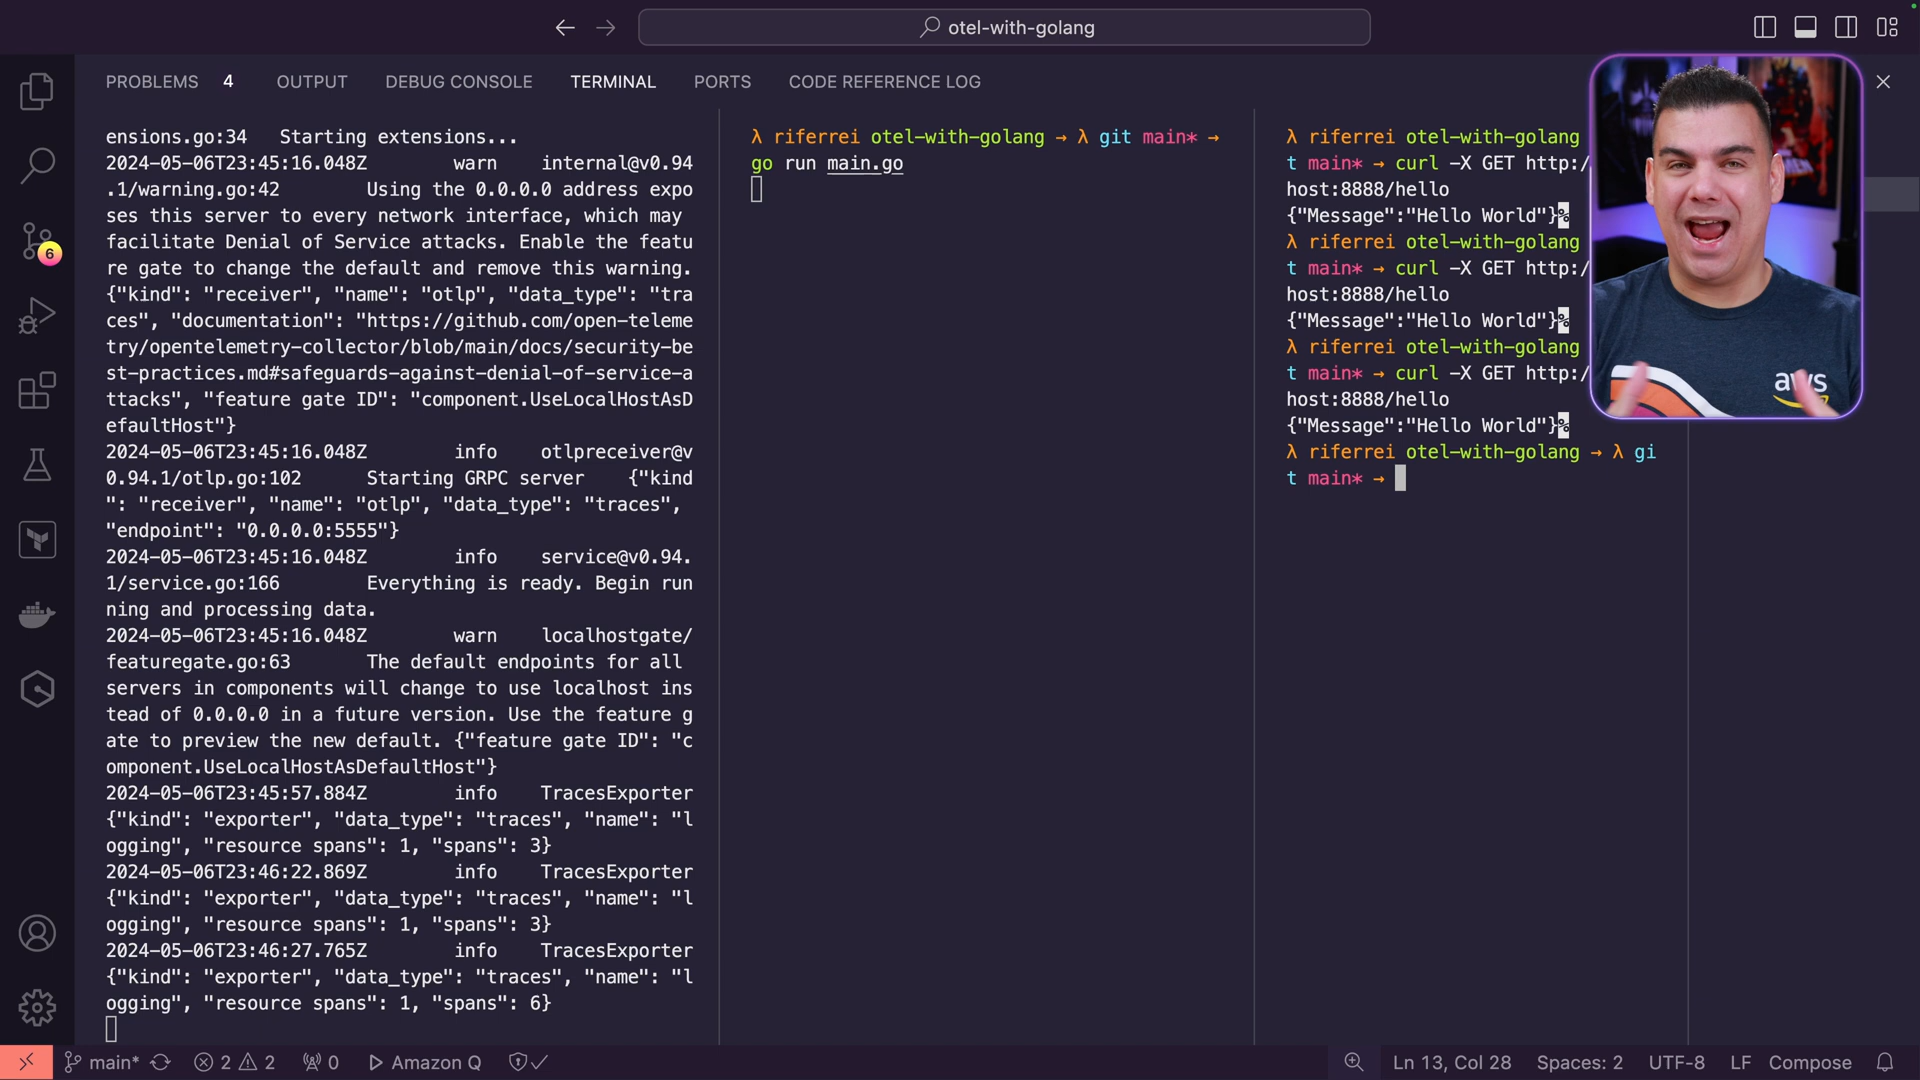 otel-with-golang
PROBLEMS 4 OUTPUT DEBUG CONSOLE TERMINAL PORTS CODE REFERENCE LOG
ensions.go:34 Starting extensions...
2024-05-06T23:45:16.048Z warn internal@v0.94
.1/warning.go:42 Using the 0.0.0.0 address expo
ses this server to every network interface, which may
facilitate Denial of Service attacks. Enable the featu
re gate to change the default and remove this warning.
{"kind": "receiver", "name": "otlp", "data_type": "tra
ces", "documentation": "https://github.com/open-teleme
try/opentelemetry-collector/blob/main/docs/security-be
st-practices.md#safeguards-against-denial-of-service-a
ttacks", "feature gate ID": "component.UseLocalHostAsD
efaultHost"}
2024-05-06T23:45:16.048Z info otlpreceiver@v
0.94.1/otlp.go:102 Starting GRPC server {"kind
": "receiver", "name": "otlp", "data_type": "traces",
"endpoint": "0.0.0.0:5555"}
2024-05-06T23:45:16.048Z info service@v0.94.
1/service.go:166 Everything is ready. Begin run
ning and processing data.
2024-05-06T23:45:16.048Z warn localhostgate/
featuregate.go:63 The default endpoints for all
servers in components will change to use localhost ins
tead of 0.0.0.0 in a future version. Use the feature g
ate to preview the new default. {"feature gate ID": "c
omponent.UseLocalHostAsDefaultHost"}
2024-05-06T23:45:57.884Z info TracesExporter
{"kind": "exporter", "data_type": "traces", "name": "l
ogging", "resource spans": 1, "spans": 3}
2024-05-06T23:46:22.869Z info TracesExporter
{"kind": "exporter", "data_type": "traces", "name": "l
ogging", "resource spans": 1, "spans": 3}
2024-05-06T23:46:27.765Z info TracesExporter
{"kind": "exporter", "data_type": "traces", "name": "l
ogging", "resource spans": 1, "spans": 6}
λ riferrei otel-with-golang → λ git main* →
go run main.go
λ riferrei otel-with-golang
t main* → curl -X GET http:/
host:8888/hello
{"Message":"Hello World"}%
λ riferrei otel-with-golang
t main* → curl -X GET http:/
host:8888/hello
{"Message":"Hello World"}%
λ riferrei otel-with-golang
t main* → curl -X GET http:/
host:8888/hello
{"Message":"Hello World"}%
λ riferrei otel-with-golang → λ gi
t main* →
aws
6
main* 2 2 0 Amazon Q Ln 13, Col 28 Spaces: 2 UTF-8 LF Compose